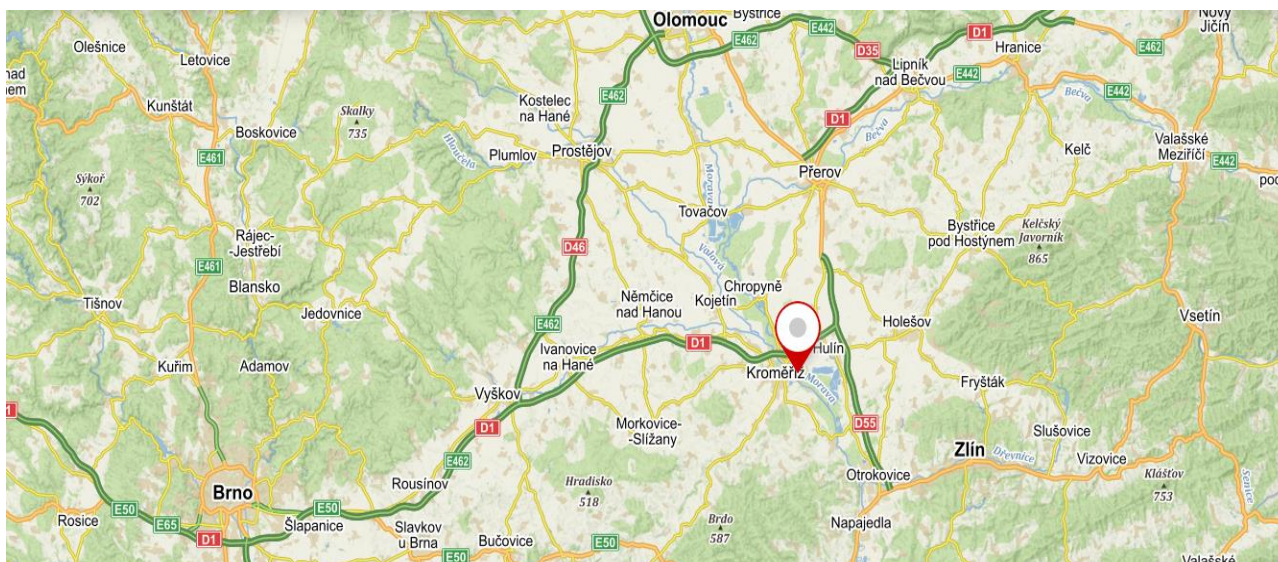 Olomouc
Bystřice
Nový
Jičín
Olešnice
Letovice
E462
E442
D35
D1
Hranice
E462
Lipník
nad Bečvou
E442
Kunštát
Skalky
735
Kostelec
na Hané
E462
Bečva
E442
Boskovice
D1
Bečva
E461
Hloučela
Plumlov
Prostějov
Kelč
Valašské
Meziříčí
E442
Sýkoř
702
Morava
Přerov
Tovačov
Rájec-
-Jestřebí
D46
Valová
Bystřice
pod Hostýnem
Kelčský
Javorník
865
E461
Blansko
Tišnov
Jedovnice
Němčice
nad Hanou
Kojetín
Chropyně
Vsetín
E462
Ivanovice
na Hané
D1
Hulín
Holešov
Kuřim
Adamov
Kroměříž
Morava
Fryšták
Vyškov
D1
Morkovice-
-Slížany
D55
Slušovice
E462
Zlín
Dřevnice
Vizovice
Rousínov
Otrokovice
Klášťov
753
Senice
Brno
Hradisko
518
E50
E65
Rosice
D1
Šlapanice
E50
Slavkov
u Brna
E50
Bučovice
E50
Brdo
587
Napajedla
Valašské